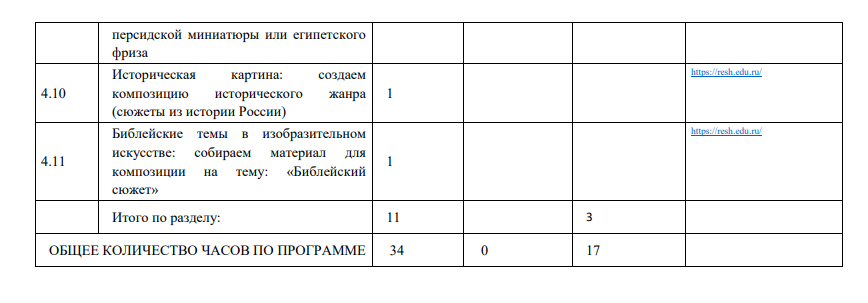 персидской миниатюры или египетского
фриза
4.10
Историческая картина: создаем
композицию исторического жанра
(сюжеты из истории России)
1
https://resh.edu.ru/
4.11
Библейские темы в изобразительном
искусстве: собираем материал для
композиции на тему: «Библейский
сюжет»
1
https://resh.edu.ru/
Итого по разделу: 11 3
ОБЩЕЕ КОЛИЧЕСТВО ЧАСОВ ПО ПРОГРАММЕ 34 0 17